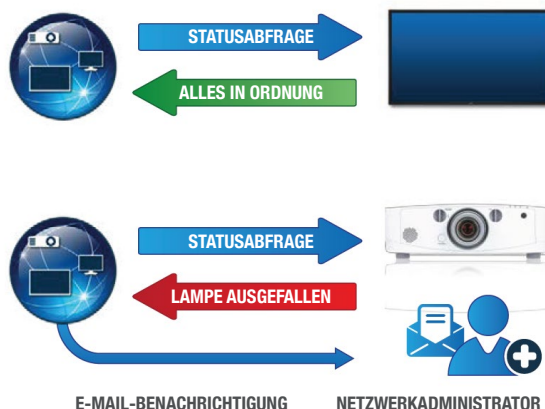 STATUSABFRAGE
ALLES IN ORDNUNG
STATUSABFRAGE
LAMPE AUSGEFALLEN
E-MAIL-BENACHRICHTIGUNG NETZWERKADMINISTRATOR